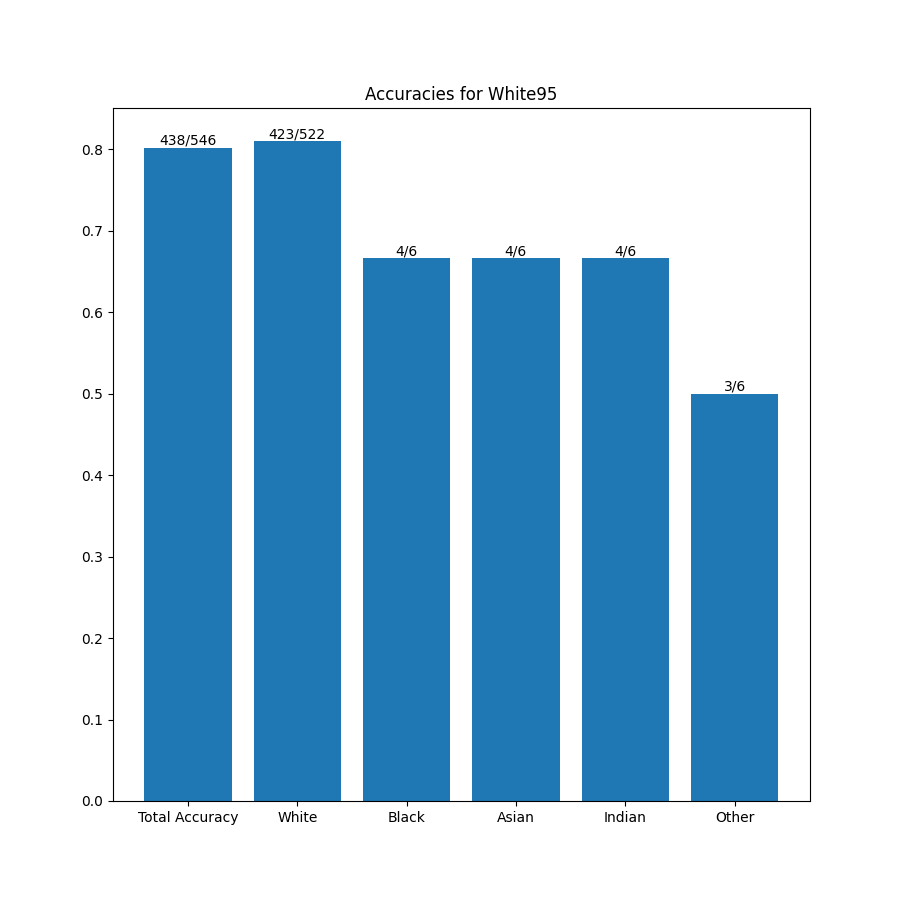 Accuracies for White95
438/546
423/522
4/6
4/6
4/6
3/6
0.8
0.7
0.6
0.5
0.4
0.3
0.2
0.1
0.0
Total Accuracy
White
Black
Asian
Indian
Other